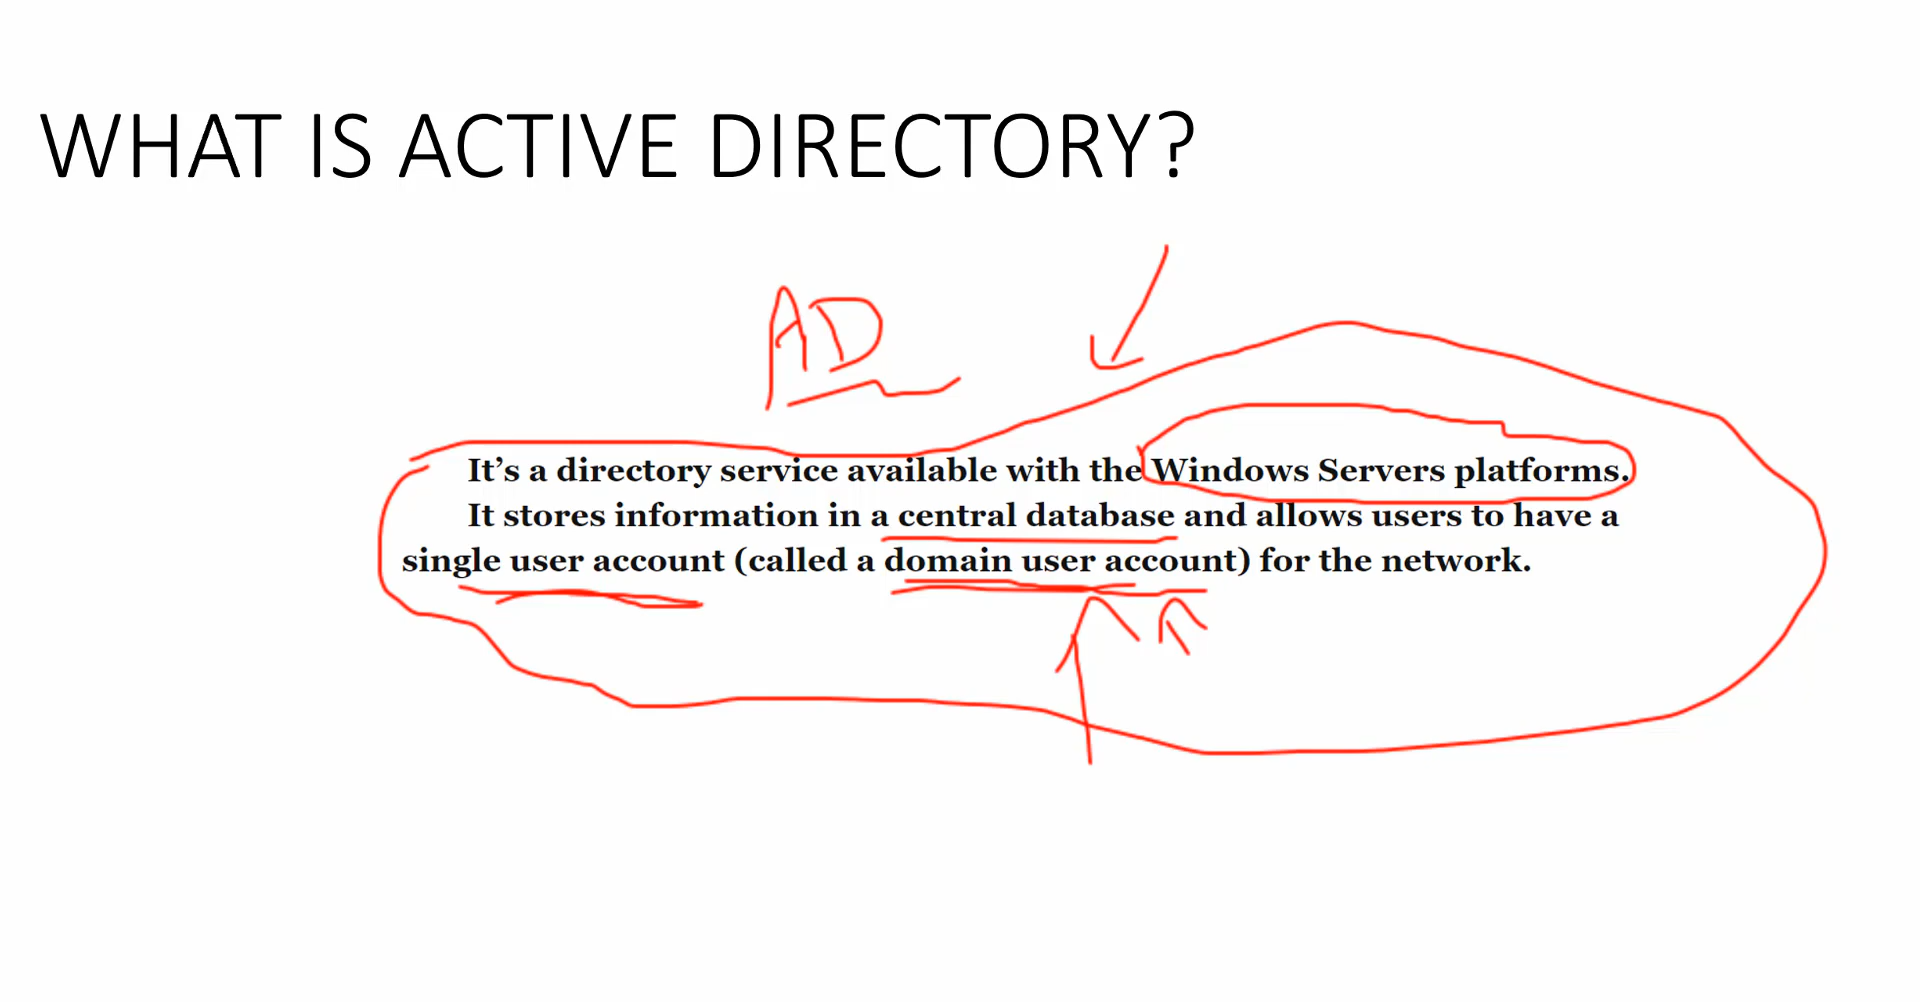 WHAT IS ACTIVE DIRECTORY?
AD
It’s a directory service available with the Windows Servers platforms.
It stores information in a central database and allows users to have a
single user account (called a domain user account) for the network.